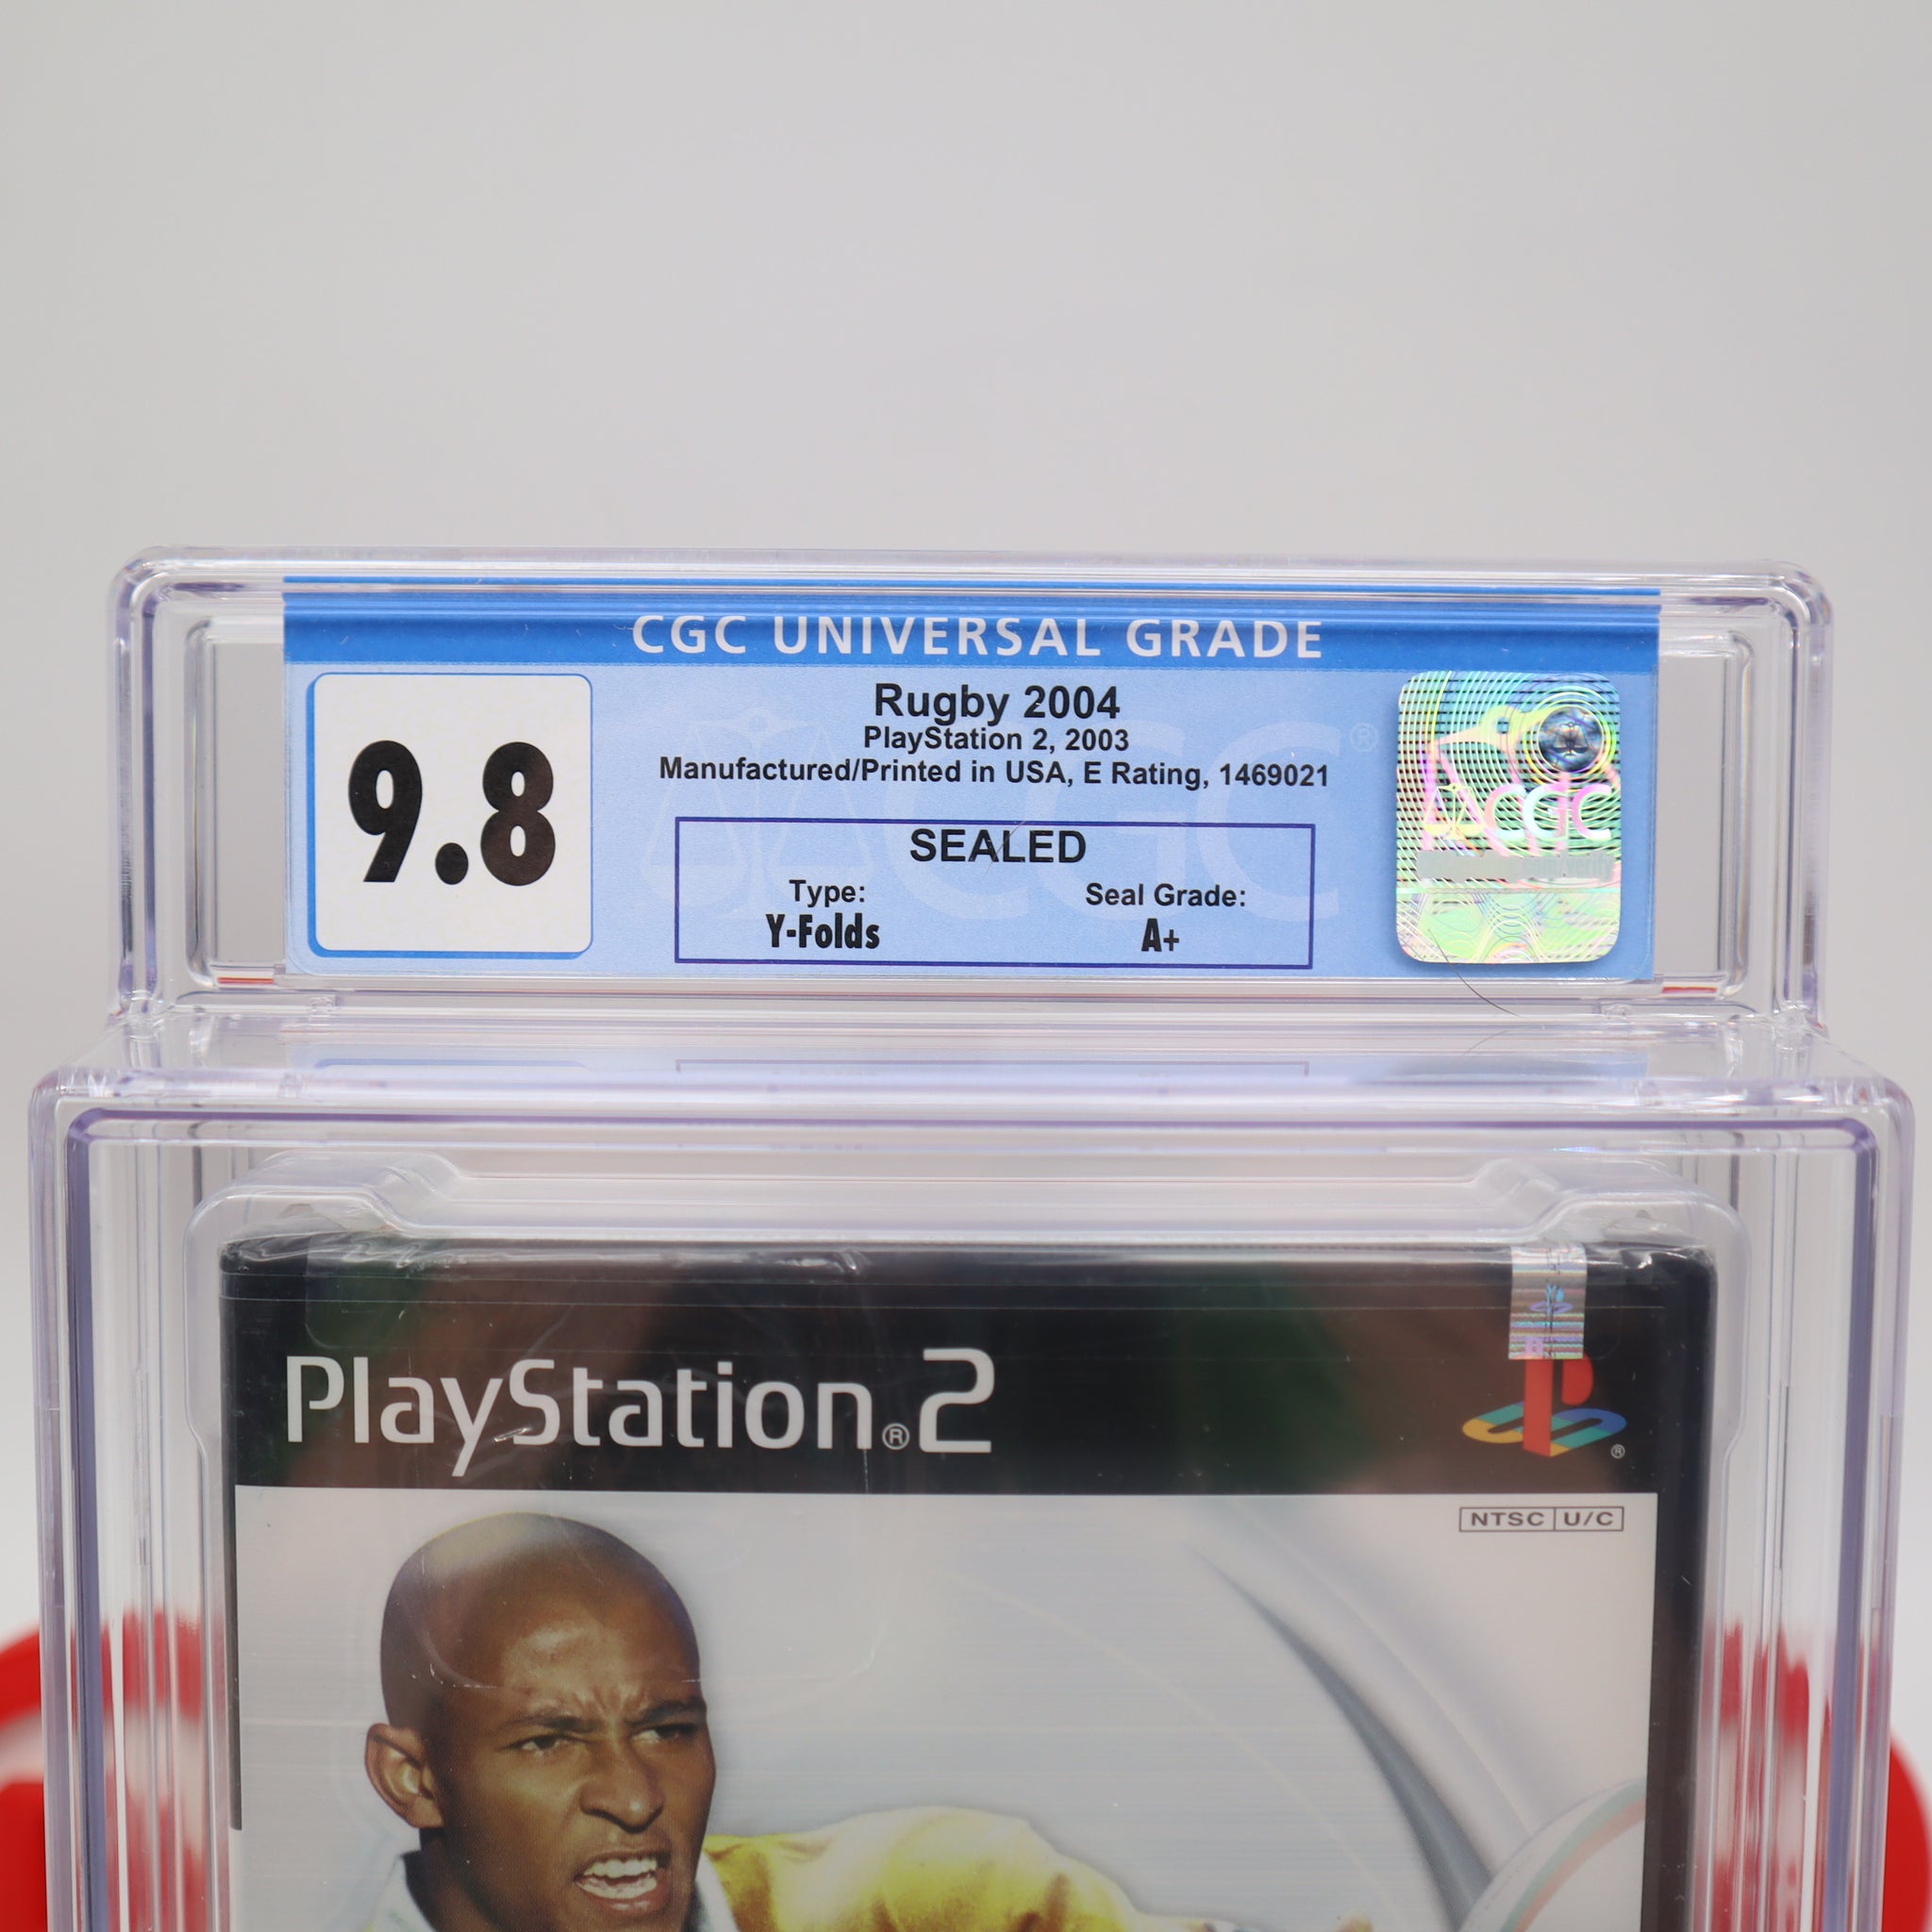 CGC UNIVERSAL GRADE
9.8
Rugby 2004
PlayStation 2, 2003
Manufactured/Printed in USA, E Rating, 1469021
SEALED
Type:
Y-Folds
Seal Grade:
A+
CGC
PlayStation®2
®
NTSC U/C